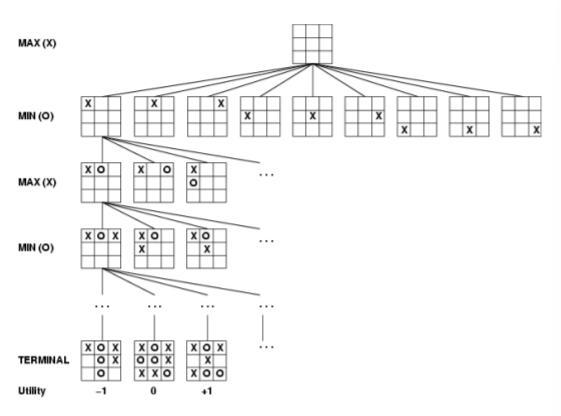 MAX (X)
MIN (O)
X X X X X X X X X
MAX (X)
X O X O X
O
...
MIN (O)
X O X X O X O
X X
...
... ... ... ...
TERMINAL
X O X X O X X O X
O X O O X X
O X X O X O O
...
Utility -1 0 +1